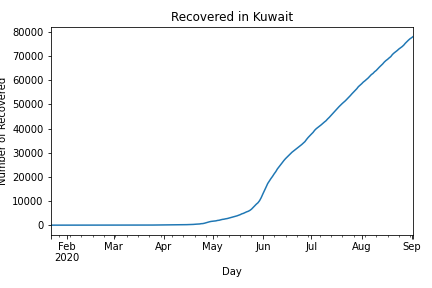 Recovered in Kuwait
Number of Recovered
80000
70000
60000
50000
40000
30000
20000
10000
0
Feb Mar Apr May Jun Jul Aug Sep
2020
Day